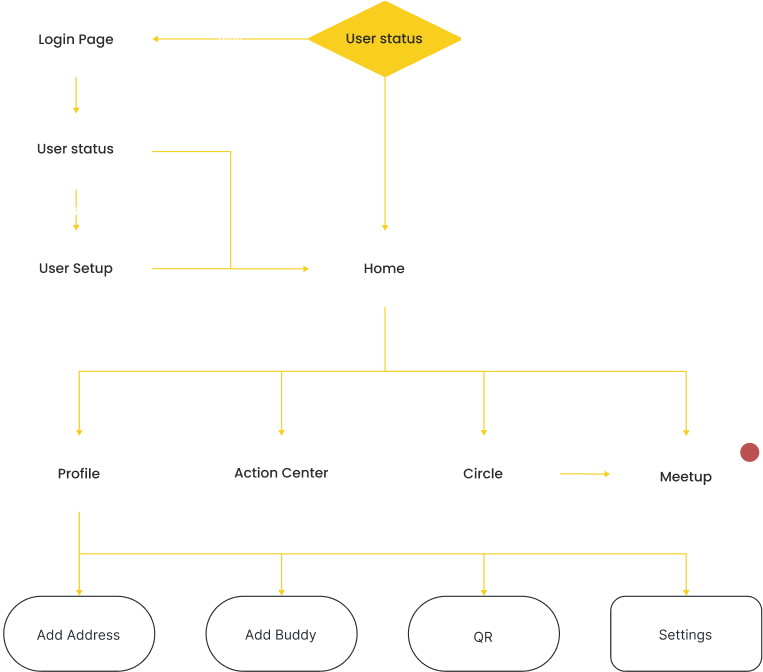 Login Page
User status
User status
User Setup
Home
Profile
Action Center
Circle
Meetup
Add Address
Add Buddy
QR
Settings